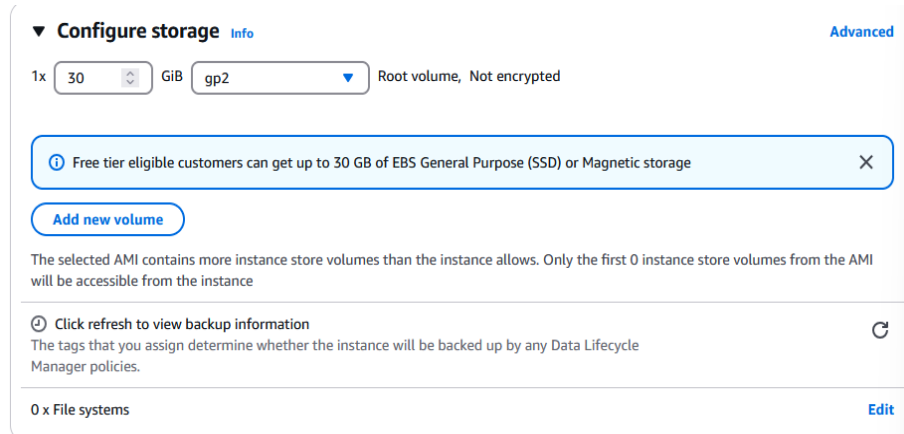 Configure storage Info Advanced
1x 30 GiB gp2 Root volume, Not encrypted
Free tier eligible customers can get up to 30 GB of EBS General Purpose (SSD) or Magnetic storage
Add new volume
The selected AMI contains more instance store volumes than the instance allows. Only the first 0 instance store volumes from the AMI
will be accessible from the instance
Click refresh to view backup information
The tags that you assign determine whether the instance will be backed up by any Data Lifecycle
Manager policies.
0 x File systems Edit